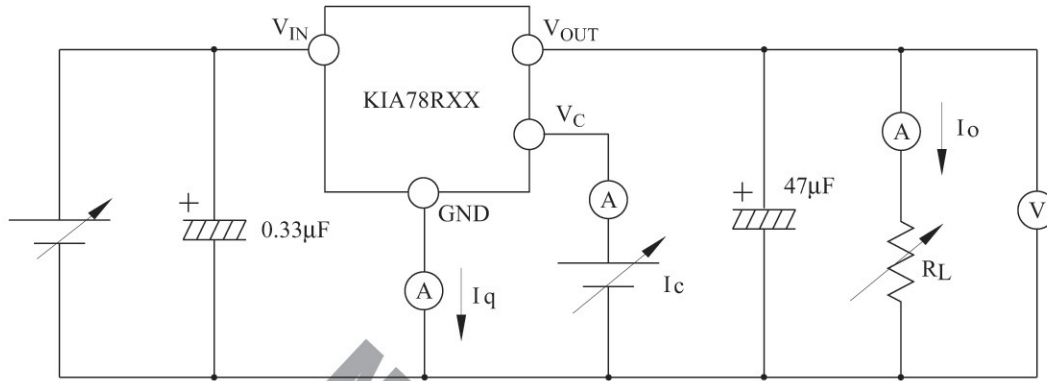 VIN
VOUT
KIA78RXX
VC
A
Io
+
0.33μF
GND
A
+
47μF
V
A
Iq
Ic
RL